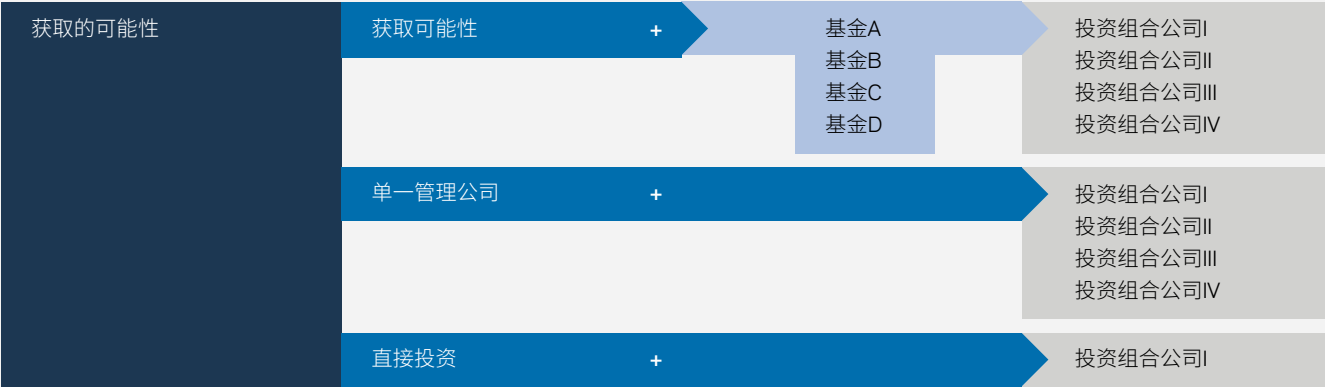 获取的可能性
获取可能性 +
基金A
基金B
基金C
基金D
投资组合公司I
投资组合公司II
投资组合公司III
投资组合公司IV
单一管理公司 +
投资组合公司I
投资组合公司II
投资组合公司III
投资组合公司IV
直接投资 +
投资组合公司I